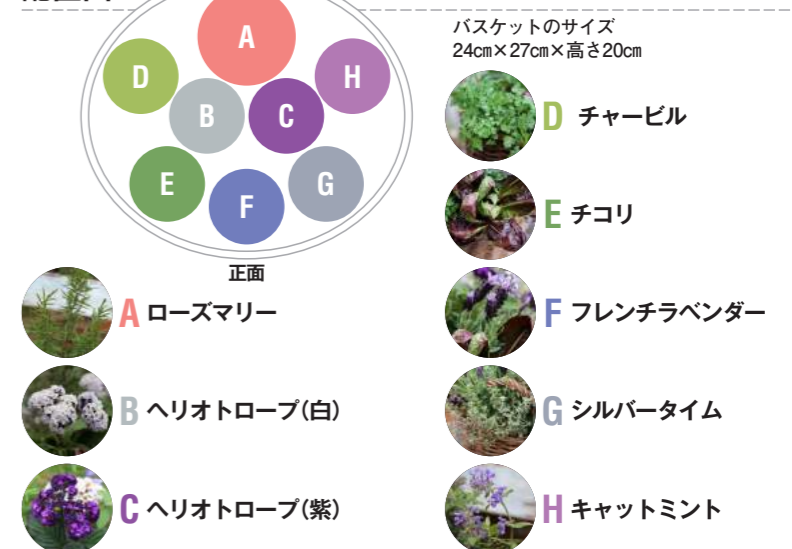 A
D
H
B
C
E
G
F
正面
バスケットのサイズ
24㎝×27㎝×高さ20㎝
A ローズマリー
B ヘリオトロープ(白)
C ヘリオトロープ(紫)
D チャービル
E チコリ
F フレンチラベンダー
G シルバータイム
H キャットミント